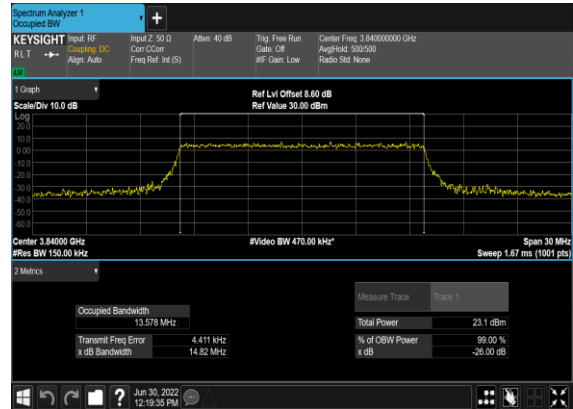 Spectrum Analyzer 1
Occupied BW
+
KEYSIGHT Input: RF Input Z: 50 Ω Atten: 40 dB Trig: Free Run Center Freq: 3.840000000 GHz
RLT Coupling: DC Corr CCorr Gate: Off Avg|Hold: 500/500
Align: Auto Freq Ref: Int (S) #IF Gain: Low Radio Std: None
1 Graph
Ref Lvl Offset 8.60 dB
Scale/Div 10.0 dB Ref Value 30.00 dBm
Log
20.0
10.0
0.00
-10.0
-20.0
-30.0
-40.0
-50.0
-60.0
Center 3.84000 GHz #Video BW 470.00 kHz* Span 30 MHz
#Res BW 150.00 kHz Sweep 1.67 ms (1001 pts)
2 Metrics
Measure Trace Trace 1
Occupied Bandwidth
13.578 MHz Total Power 23.1 dBm
Transmit Freq Error 4.411 kHz % of OBW Power 99.00 %
x dB Bandwidth 14.82 MHz x dB -26.00 dB
? Jun 30, 2022
12:19:35 PM